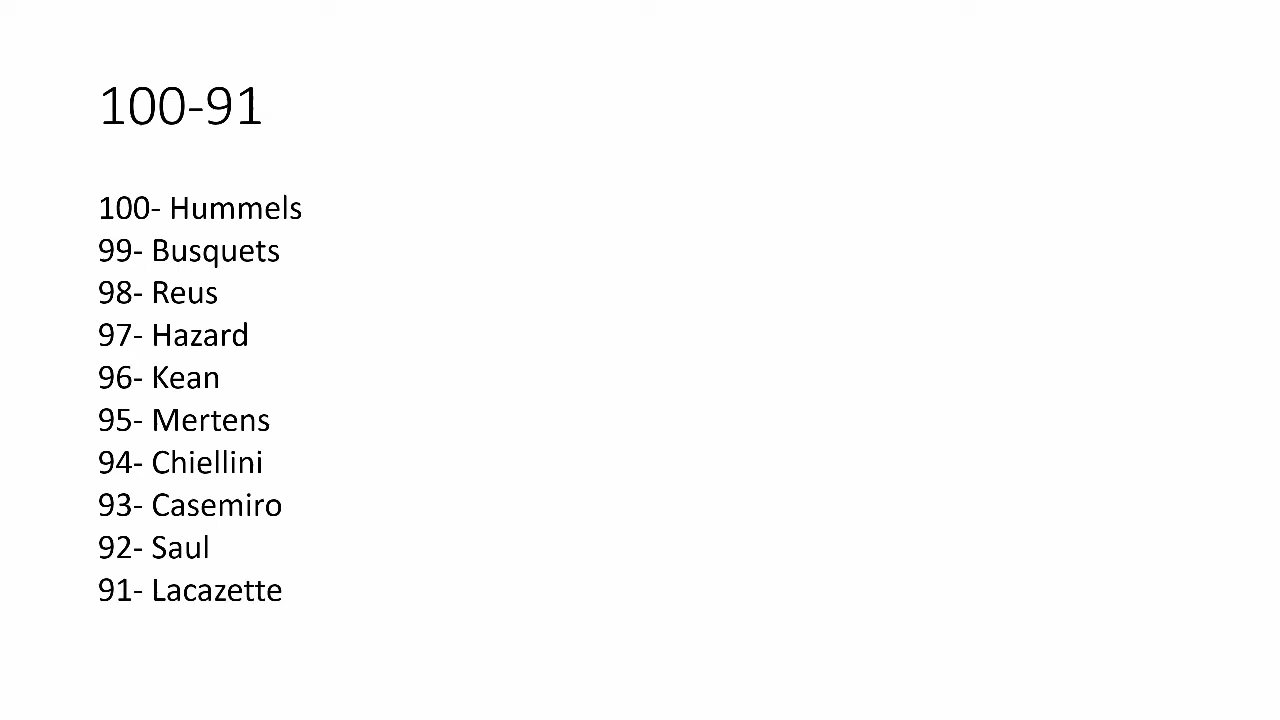 100-91
100- Hummels
99- Busquets
98- Reus
97- Hazard
96- Kean
95- Mertens
94- Chiellini
93- Casemiro
92- Saul
91- Lacazette